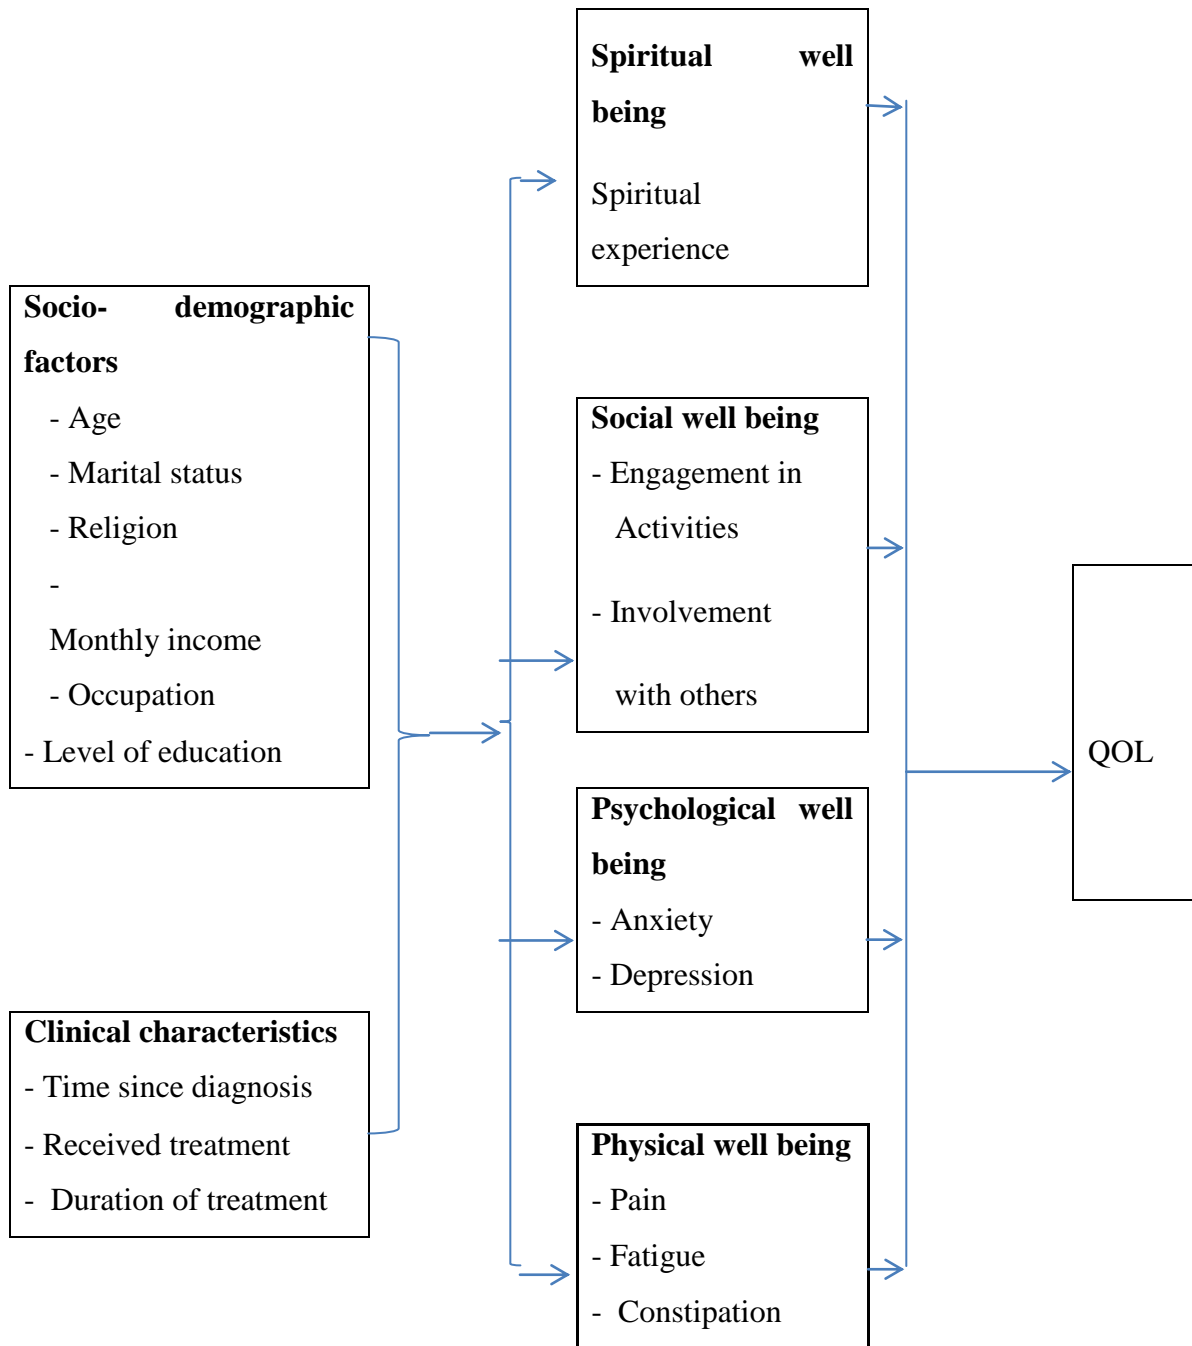 Socio- demographic
factors
- Age
- Marital status
- Religion
-
Monthly income
- Occupation
- Level of education
Clinical characteristics
- Time since diagnosis
- Received treatment
- Duration of treatment
Spiritual well
being
Spiritual
experience
Social well being
- Engagement in
Activities
- Involvement
with others
Psychological well
being
- Anxiety
- Depression
Physical well being
- Pain
- Fatigue
- Constipation
QOL